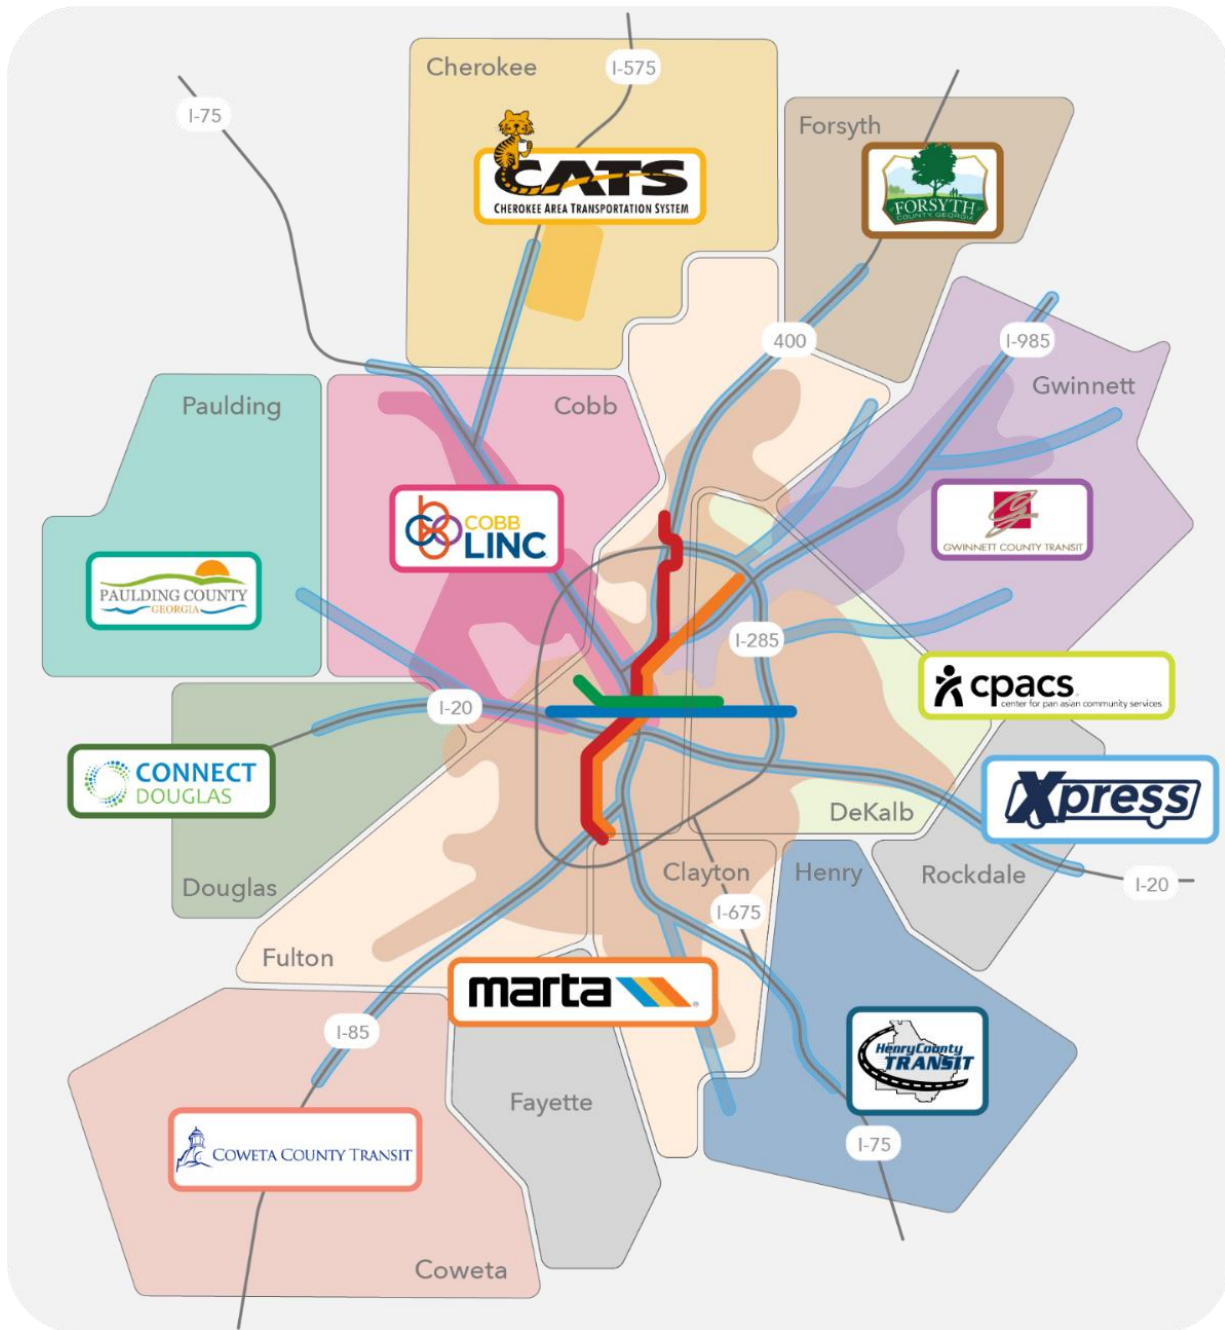 Cherokee
I-575
I-75
Forsyth
CATS
CHEROKEE AREA TRANSPORTATION SYSTEM
FORSYTH
COUNTY GEORGIA
400
I-985
Gwinnett
Paulding
Cobb
COBB
LINC
GWINNETT COUNTY TRANSIT
PAULDING COUNTY
GEORGIA
I-285
cpacs
center for pan asian community services
I-20
CONNECT
DOUGLAS
Xpress
DeKalb
Douglas
Clayton
Henry
Rockdale
I-20
I-675
Fulton
marta
I-85
HenryCounty
TRANSIT
Fayette
I-75
COWETA COUNTY TRANSIT
Coweta